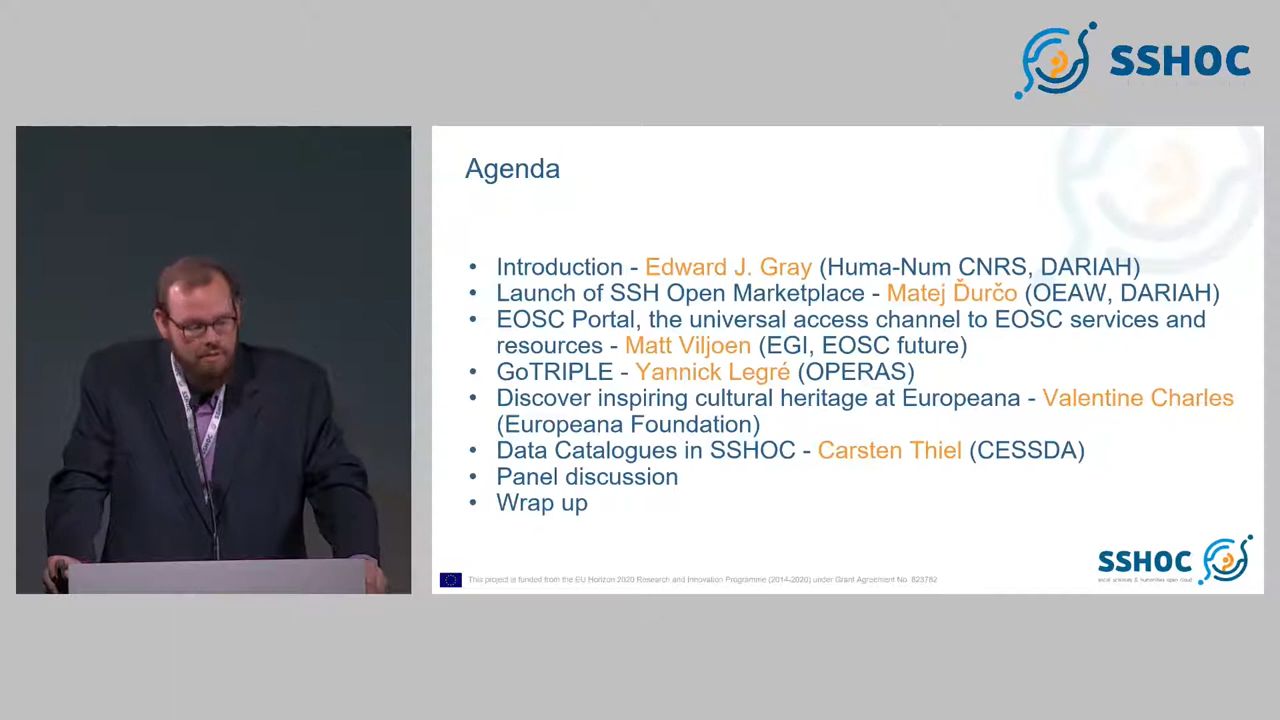 SSHOC
Agenda
• Introduction - Edward J. Gray (Huma-Num CNRS, DARIAH)
• Launch of SSH Open Marketplace - Matej Ďurčo (OEAW, DARIAH)
• EOSC Portal, the universal access channel to EOSC services and
resources - Matt Viljoen (EGI, EOSC future)
• GoTRIPLE - Yannick Legré (OPERAS)
• Discover inspiring cultural heritage at Europeana - Valentine Charles
(Europeana Foundation)
• Data Catalogues in SSHOC - Carsten Thiel (CESSDA)
• Panel discussion
• Wrap up
SSHOC
social sciences & humanities open cloud
This project is funded from the EU Horizon 2020 Research and Innovation Programme (2014-2020) under Grant Agreement No. 823782
SSHOC